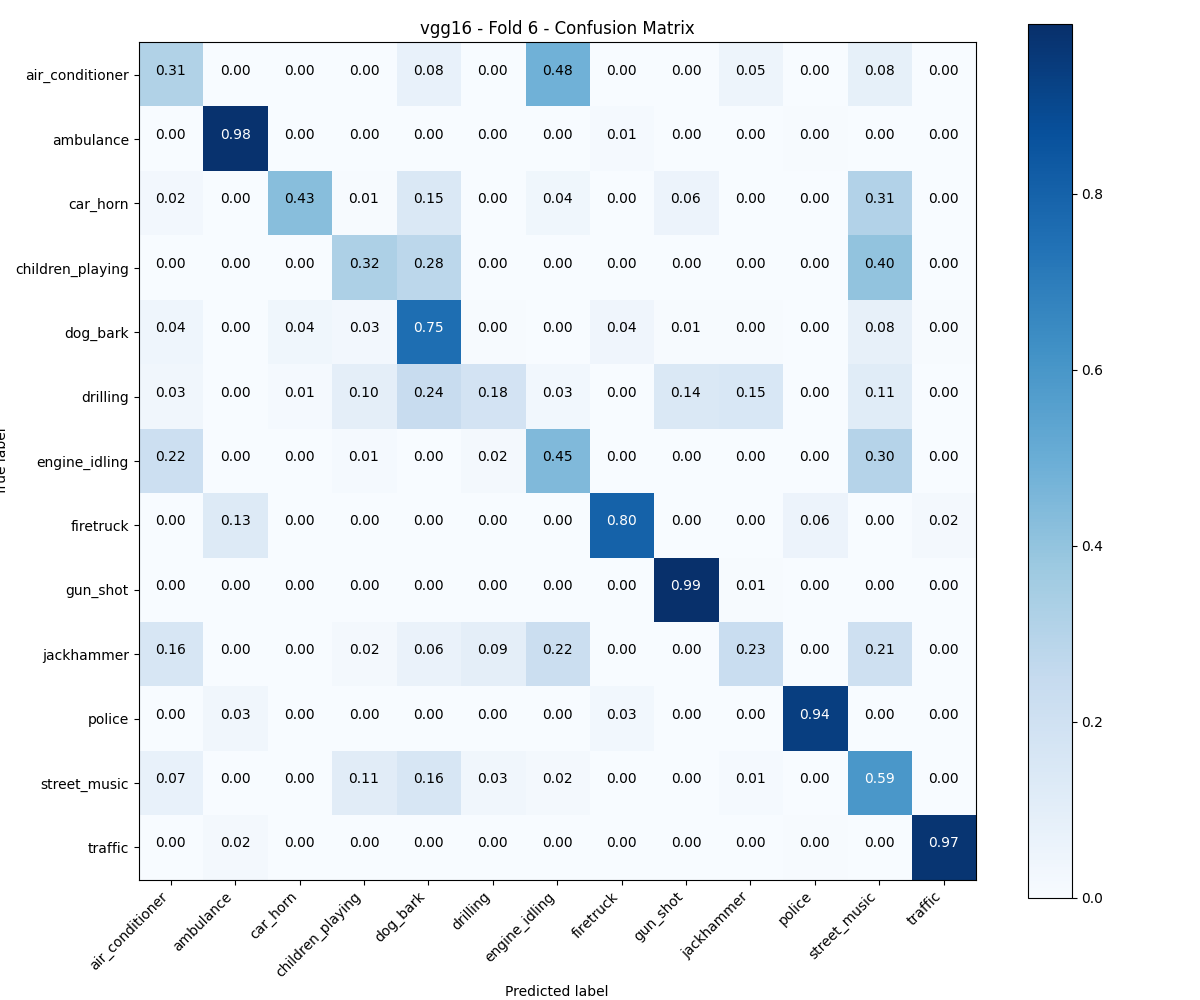 vgg16 - Fold 6 - Confusion Matrix
air_conditioner 0.31 0.00 0.00 0.00 0.08 0.00 0.48 0.00 0.00 0.05 0.00 0.08 0.00
ambulance 0.00 0.98 0.00 0.00 0.00 0.00 0.00 0.01 0.00 0.00 0.00 0.00 0.00
car_horn 0.02 0.00 0.43 0.01 0.15 0.00 0.04 0.00 0.06 0.00 0.00 0.31 0.00
children_playing 0.00 0.00 0.00 0.32 0.28 0.00 0.00 0.00 0.00 0.00 0.00 0.40 0.00
dog_bark 0.04 0.00 0.04 0.03 0.75 0.00 0.00 0.04 0.01 0.00 0.00 0.08 0.00
drilling 0.03 0.00 0.01 0.10 0.24 0.18 0.03 0.00 0.14 0.15 0.00 0.11 0.00
engine_idling 0.22 0.00 0.00 0.01 0.00 0.02 0.45 0.00 0.00 0.00 0.00 0.30 0.00
firetruck 0.00 0.13 0.00 0.00 0.00 0.00 0.00 0.80 0.00 0.00 0.06 0.00 0.02
gun_shot 0.00 0.00 0.00 0.00 0.00 0.00 0.00 0.00 0.99 0.01 0.00 0.00 0.00
jackhammer 0.16 0.00 0.00 0.02 0.06 0.09 0.22 0.00 0.00 0.23 0.00 0.21 0.00
police 0.00 0.03 0.00 0.00 0.00 0.00 0.00 0.03 0.00 0.00 0.94 0.00 0.00
street_music 0.07 0.00 0.00 0.11 0.16 0.03 0.02 0.00 0.00 0.01 0.00 0.59 0.00
traffic 0.00 0.02 0.00 0.00 0.00 0.00 0.00 0.00 0.00 0.00 0.00 0.00 0.97
air_conditioner ambulance car_horn children_playing dog_bark drilling engine_idling firetruck gun_shot jackhammer police street_music traffic
Predicted label
label
0.8
0.6
0.4
0.2
0.0